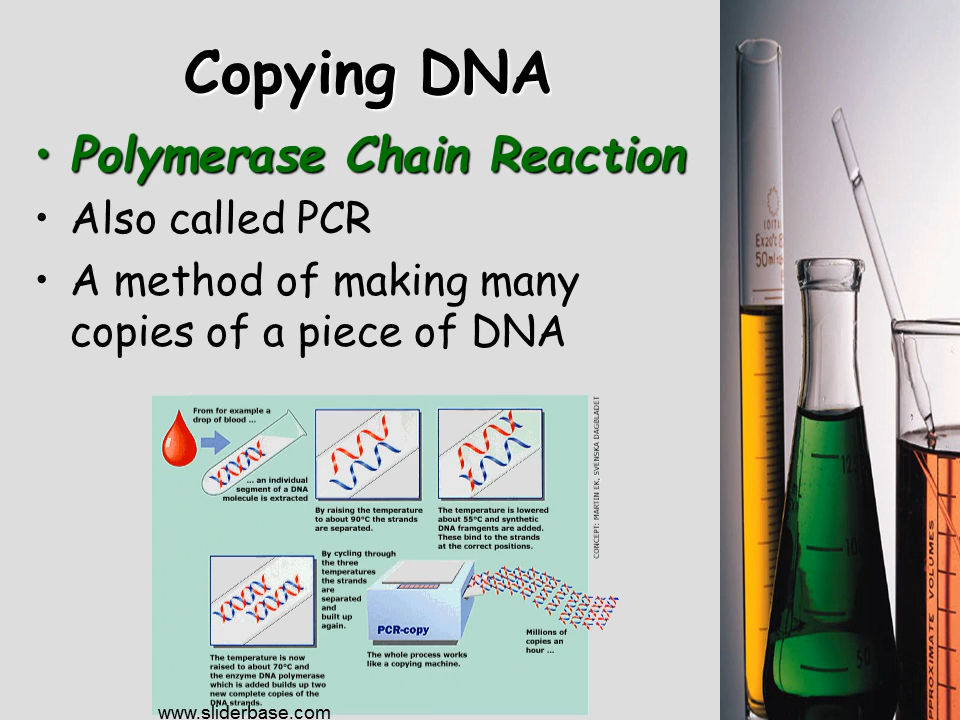 Copying DNA
• Polymerase Chain Reaction
• Also called PCR
• A method of making many
copies of a piece of DNA
From for example a
drop of blood ...
... an individual
segment of a DNA
molecule is extracted
By raising the temperature
to about 90°C the strands
are separated.
The temperature is lowered
about 55°C and synthetic
DNA framgents are added.
These bind to the strands
at the correct positions.
CONCEPT: MARTIN EK, SVENSKA DAGBLADET
The temperature is now
raised to about 70°C and
the enzyme DNA polymerase
which is added builds up two
new complete copies of the
DNA strands.
By cycling through
the three
temperatures
the strands
are
separated
and
built up
again.
PCR-copy
The whole process works
like a copying machine.
Millions of
copies an
hour ...
www.sliderbase.com
Ex20°C
50ml
100
50
PPROXIMATE VOLUMES